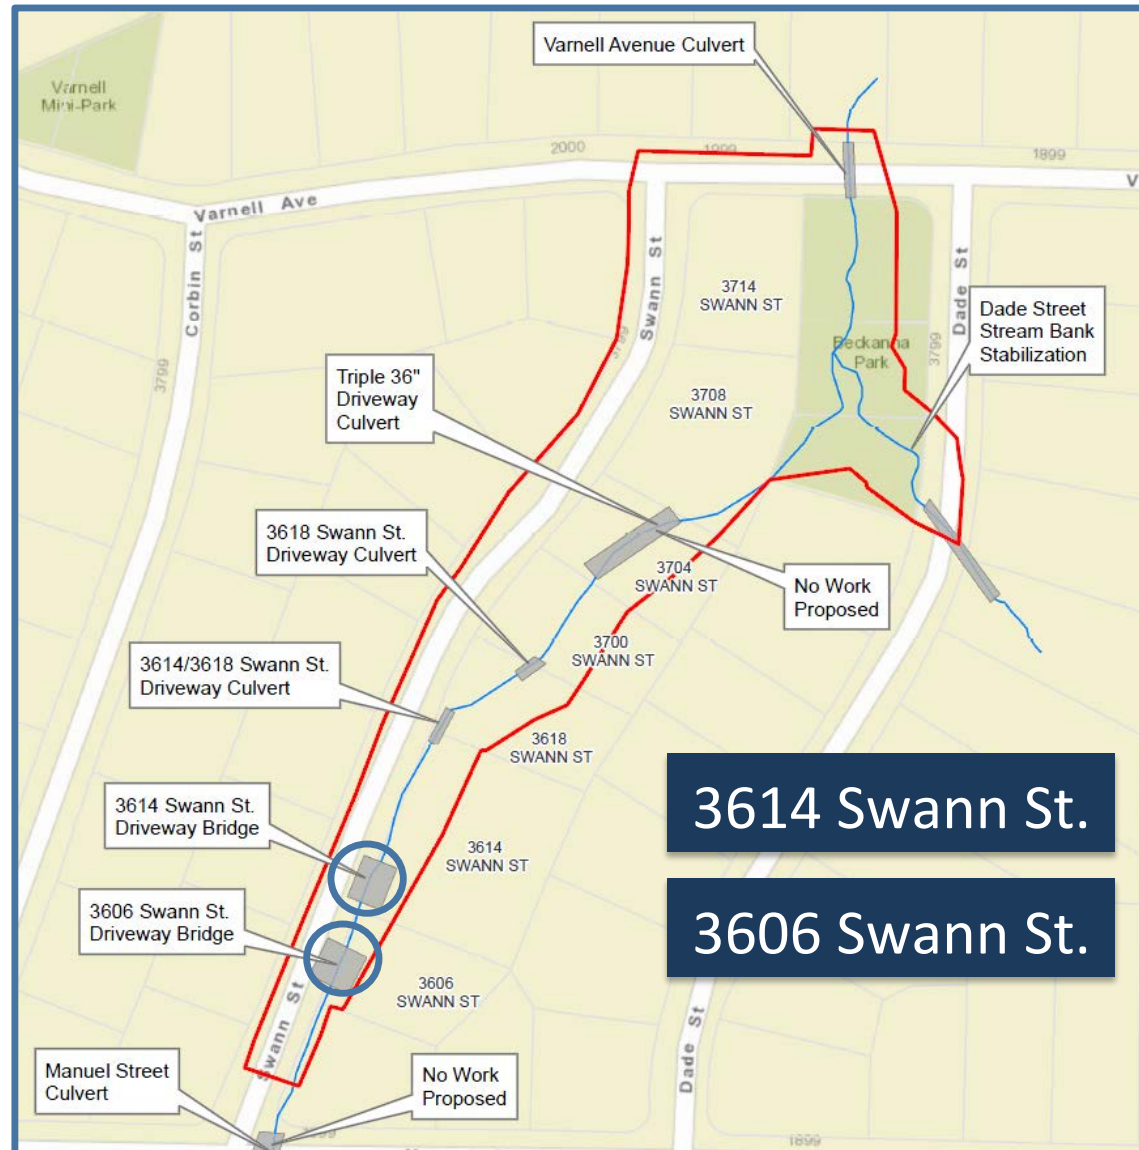 Varnell Avenue Culvert
Varnell
Mini-Park
2000
1999
1899
V
Varnell Ave
Corbin St
Swann St
Dade St
3714
SWANN ST
Dade Street
Stream Bank
Stabilization
3799
3799
3799
Beckanna
Park
Triple 36"
Driveway
Culvert
3708
SWANN ST
3618 Swann St.
Driveway Culvert
3704
SWANN ST
No Work
Proposed
3700
SWANN ST
3614/3618 Swann St.
Driveway Culvert
3618
SWANN ST
3614 Swann St.
3614 Swann St.
Driveway Bridge
3614
SWANN ST
3606 Swann St.
3606 Swann St.
Driveway Bridge
3606
SWANN ST
Swann St
Dade St
Manuel Street
Culvert
No Work
Proposed
1899